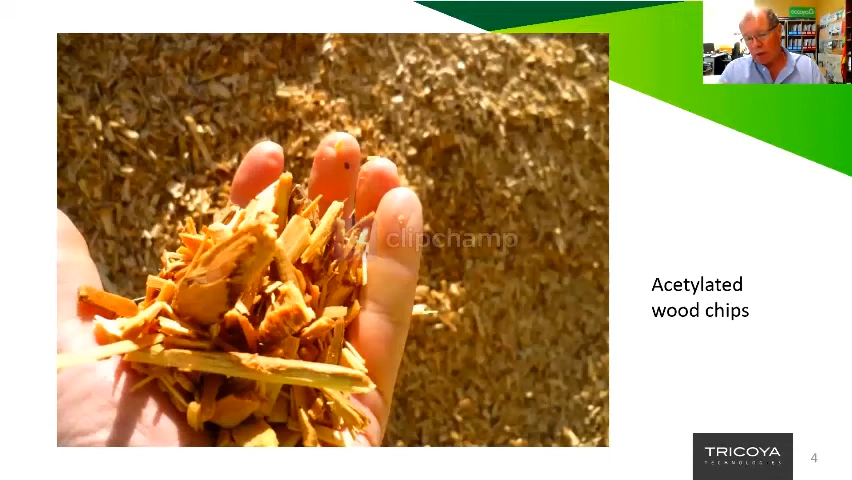 clipchamp
Acetylated
wood chips
TRICOYA
TECHNOLOGIES
4